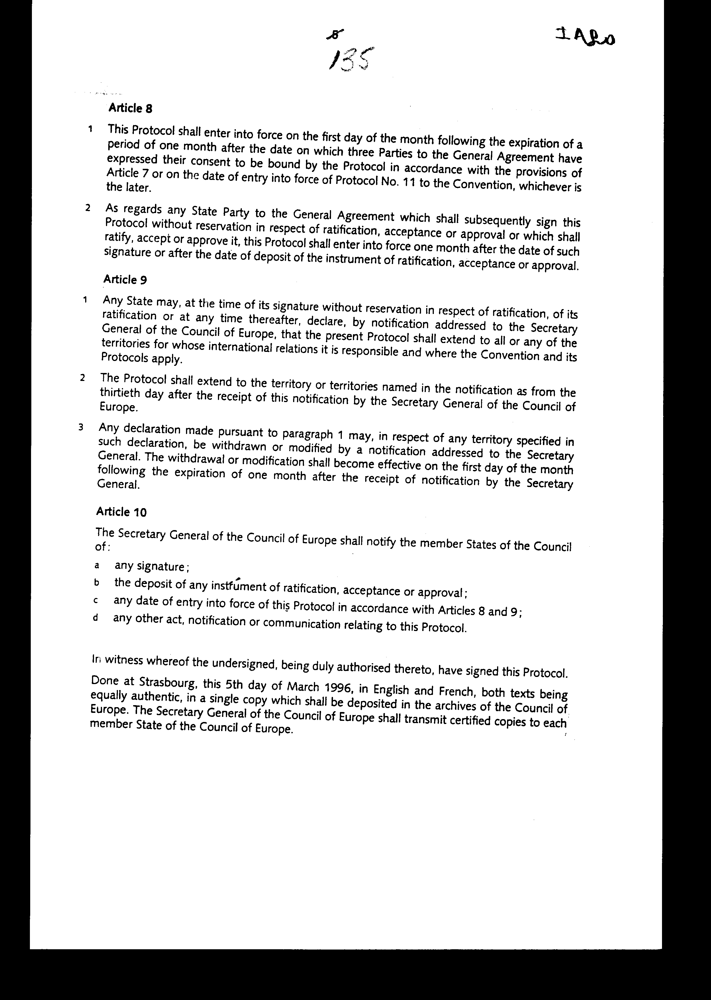 135
Article 8
1 This Protocol shall enter into force on the first day of the month following the expiration of a
period of one month after the date on which three Parties to the General Agreement have
expressed their consent to be bound by the Protocol in accordance with the provisions of
Article 7 or on the date of entry into force of Protocol No. 11 to the Convention, whichever is
the later.
2 As regards any State Party to the General Agreement which shall subsequently sign this
Protocol without reservation in respect of ratification, acceptance or approval or which shall
ratify, accept or approve it, this Protocol shall enter into force one month after the date of such
signature or after the date of deposit of the instrument of ratification, acceptance or approval.
Article 9
1 Any State may, at the time of its signature without reservation in respect of ratification, of its
ratification or at any time thereafter, declare, by notification addressed to the Secretary
General of the Council of Europe, that the present Protocol shall extend to all or any of the
territories for whose international relations it is responsible and where the Convention and its
Protocols apply.
2 The Protocol shall extend to the territory or territories named in the notification as from the
thirtieth day after the receipt of this notification by the Secretary General of the Council of
Europe.
3 Any declaration made pursuant to paragraph 1 may, in respect of any territory specified in
such declaration, be withdrawn or modified by a notification addressed to the Secretary
General. The withdrawal or modification shall become effective on the first day of the month
following the expiration of one month after the receipt of notification by the Secretary
General.
Article 10
The Secretary General of the Council of Europe shall notify the member States of the Council
of:
a any signature;
b the deposit of any instrument of ratification, acceptance or approval;
c any date of entry into force of this Protocol in accordance with Articles 8 and 9;
d any other act, notification or communication relating to this Protocol.
In witness whereof the undersigned, being duly authorised thereto, have signed this Protocol.
Done at Strasbourg, this 5th day of March 1996, in English and French, both texts being
equally authentic, in a single copy which shall be deposited in the archives of the Council of
Europe. The Secretary General of the Council of Europe shall transmit certified copies to each
member State of the Council of Europe.